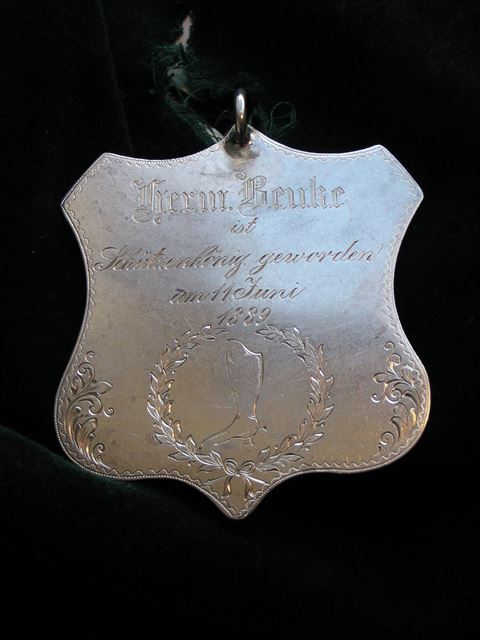 Herm. Beuke
ist
Schützenkönig geworden
am 11 Juni
1889